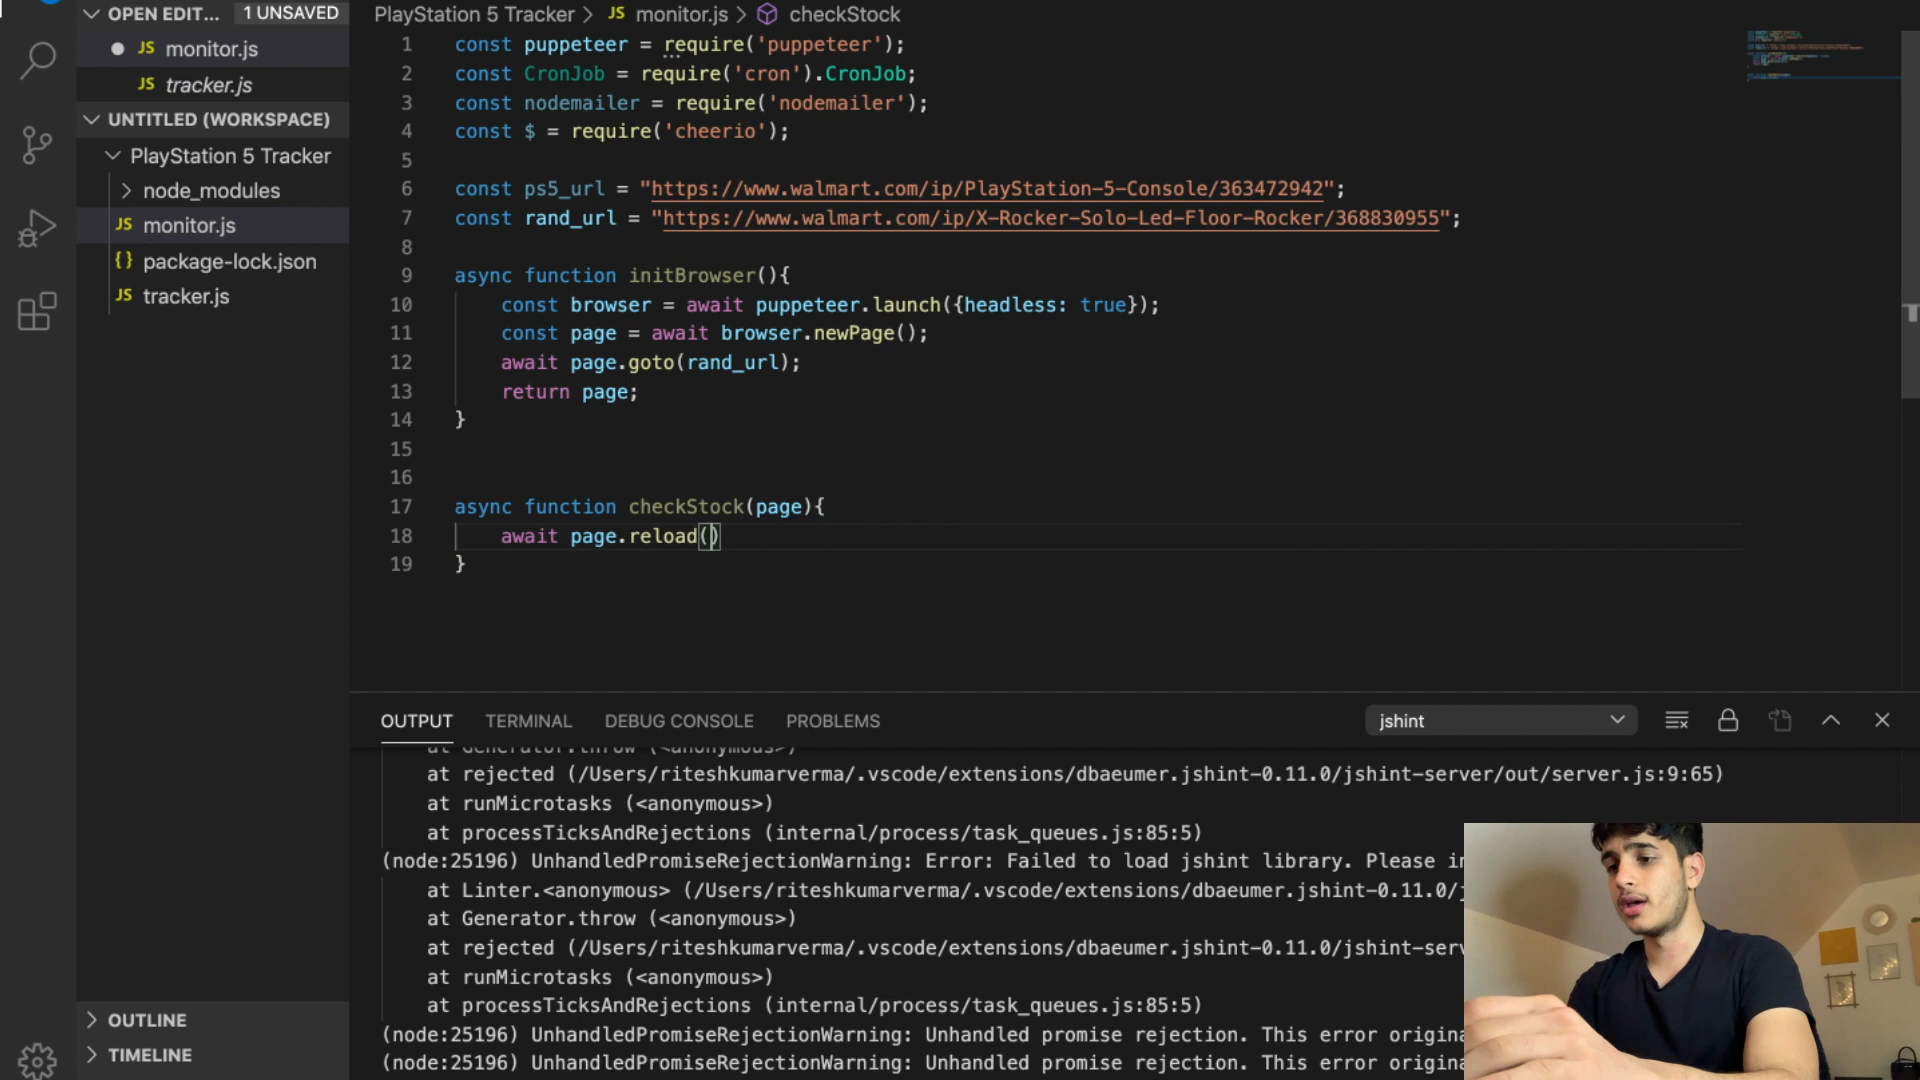 OPEN EDIT... 1 UNSAVED
JS monitor.js
JS tracker.js
UNTITLED (WORKSPACE)
PlayStation 5 Tracker
node_modules
JS monitor.js
{} package-lock.json
JS tracker.js
OUTLINE
TIMELINE
PlayStation 5 Tracker > JS monitor.js > checkStock
1 const puppeteer = require('puppeteer');
2 const CronJob = require('cron').CronJob;
3 const nodemailer = require('nodemailer');
4 const $ = require('cheerio');
5
6 const ps5_url = "https://www.walmart.com/ip/PlayStation-5-Console/363472942";
7 const rand_url = "https://www.walmart.com/ip/X-Rocker-Solo-Led-Floor-Rocker/368830955";
8
9 async function initBrowser(){
10 const browser = await puppeteer.launch({headless: true});
11 const page = await browser.newPage();
12 await page.goto(rand_url);
13 return page;
14 }
15
16
17 async function checkStock(page){
18 await page.reload()
19 }
OUTPUT TERMINAL DEBUG CONSOLE PROBLEMS jshint
at Generator.throw (<anonymous>)
at rejected (/Users/riteshkumarverma/.vscode/extensions/dbaeumer.jshint-0.11.0/jshint-server/out/server.js:9:65)
at runMicrotasks (<anonymous>)
at processTicksAndRejections (internal/process/task_queues.js:85:5)
(node:25196) UnhandledPromiseRejectionWarning: Error: Failed to load jshint library. Please in
at Linter.<anonymous> (/Users/riteshkumarverma/.vscode/extensions/dbaeumer.jshint-0.11.0/j
at Generator.throw (<anonymous>)
at rejected (/Users/riteshkumarverma/.vscode/extensions/dbaeumer.jshint-0.11.0/jshint-serv
at runMicrotasks (<anonymous>)
at processTicksAndRejections (internal/process/task_queues.js:85:5)
(node:25196) UnhandledPromiseRejectionWarning: Unhandled promise rejection. This error origina
(node:25196) UnhandledPromiseRejectionWarning: Unhandled promise rejection. This error origina